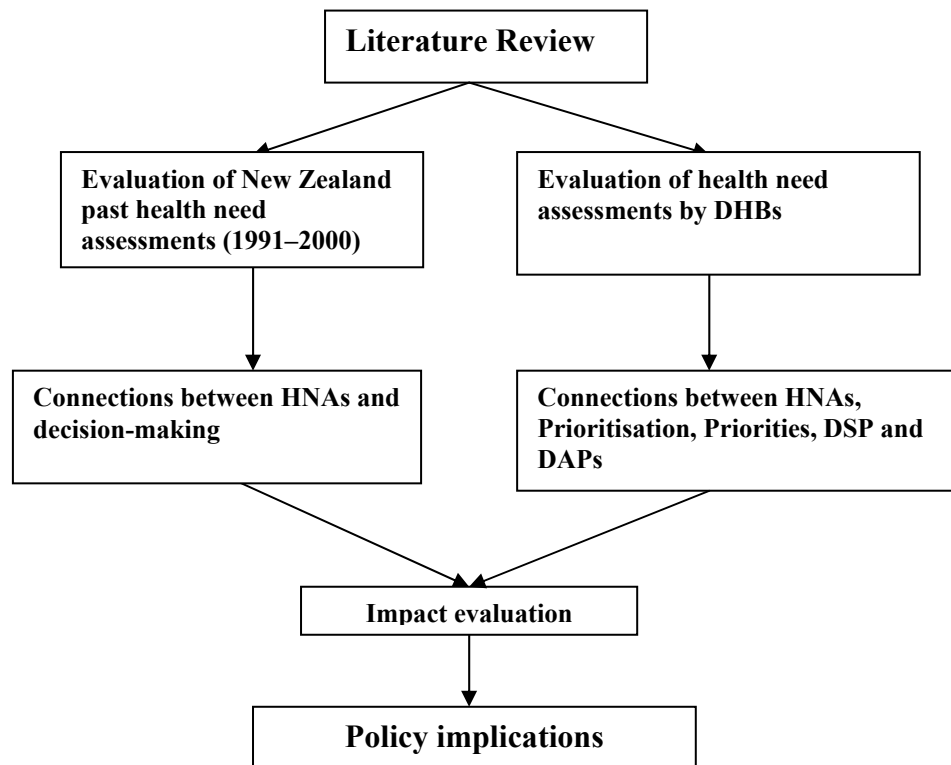 Literature Review
Evaluation of New Zealand
past health need
assessments (1991–2000)
Evaluation of health need
assessments by DHBs
Connections between HNAs and
decision-making
Connections between HNAs,
Prioritisation, Priorities, DSP and
DAPs
Impact evaluation
Policy implications